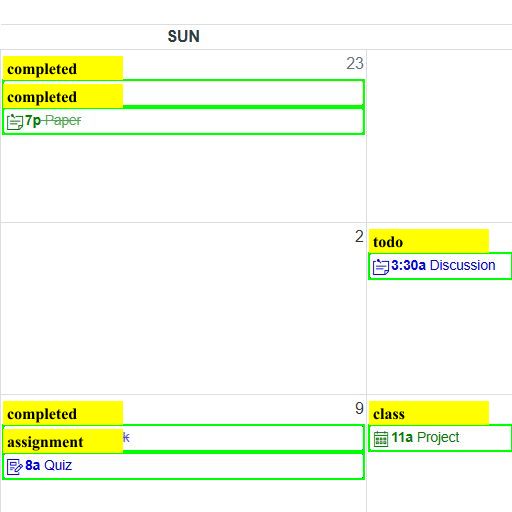 SUN
23
completed
completed
7p Paper
2
todo
3:30a Discussion
9
completed
class
assignment k
11a Project
8a Quiz